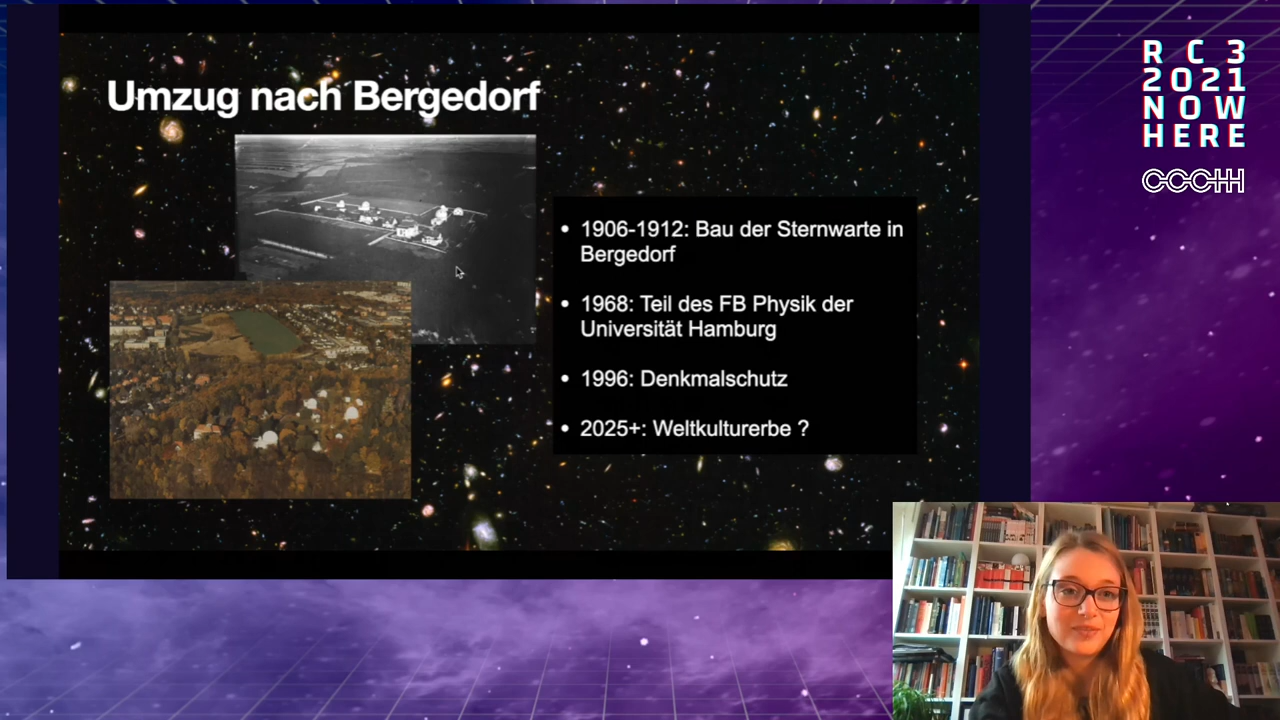 Umzug nach Bergedorf
• 1906-1912: Bau der Sternwarte in
Bergedorf
• 1968: Teil des FB Physik der
Universität Hamburg
• 1996: Denkmalschutz
• 2025+: Weltkulturerbe ?
RC3
2021
NOW
HERE
CCCHH